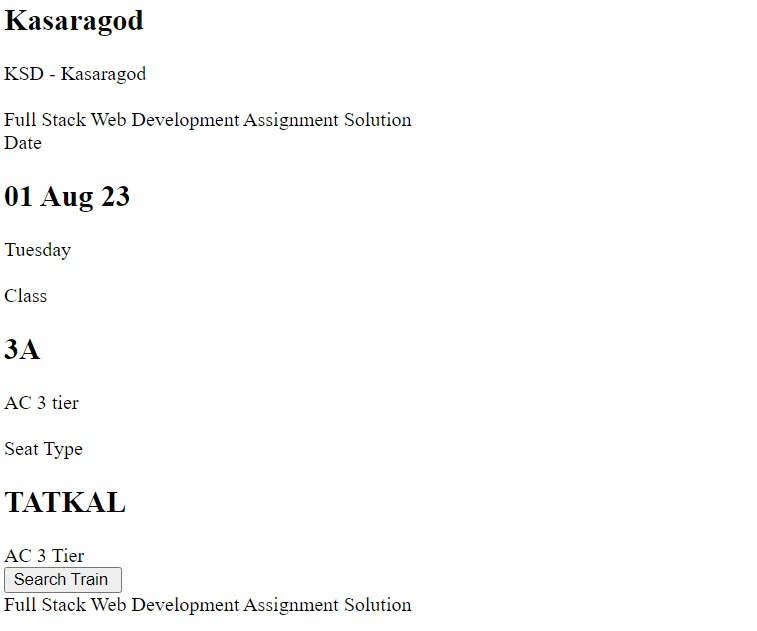 Kasaragod
KSD - Kasaragod
Full Stack Web Development Assignment Solution
Date
01 Aug 23
Tuesday
Class
3A
AC 3 tier
Seat Type
TATKAL
AC 3 Tier
Search Train
Full Stack Web Development Assignment Solution